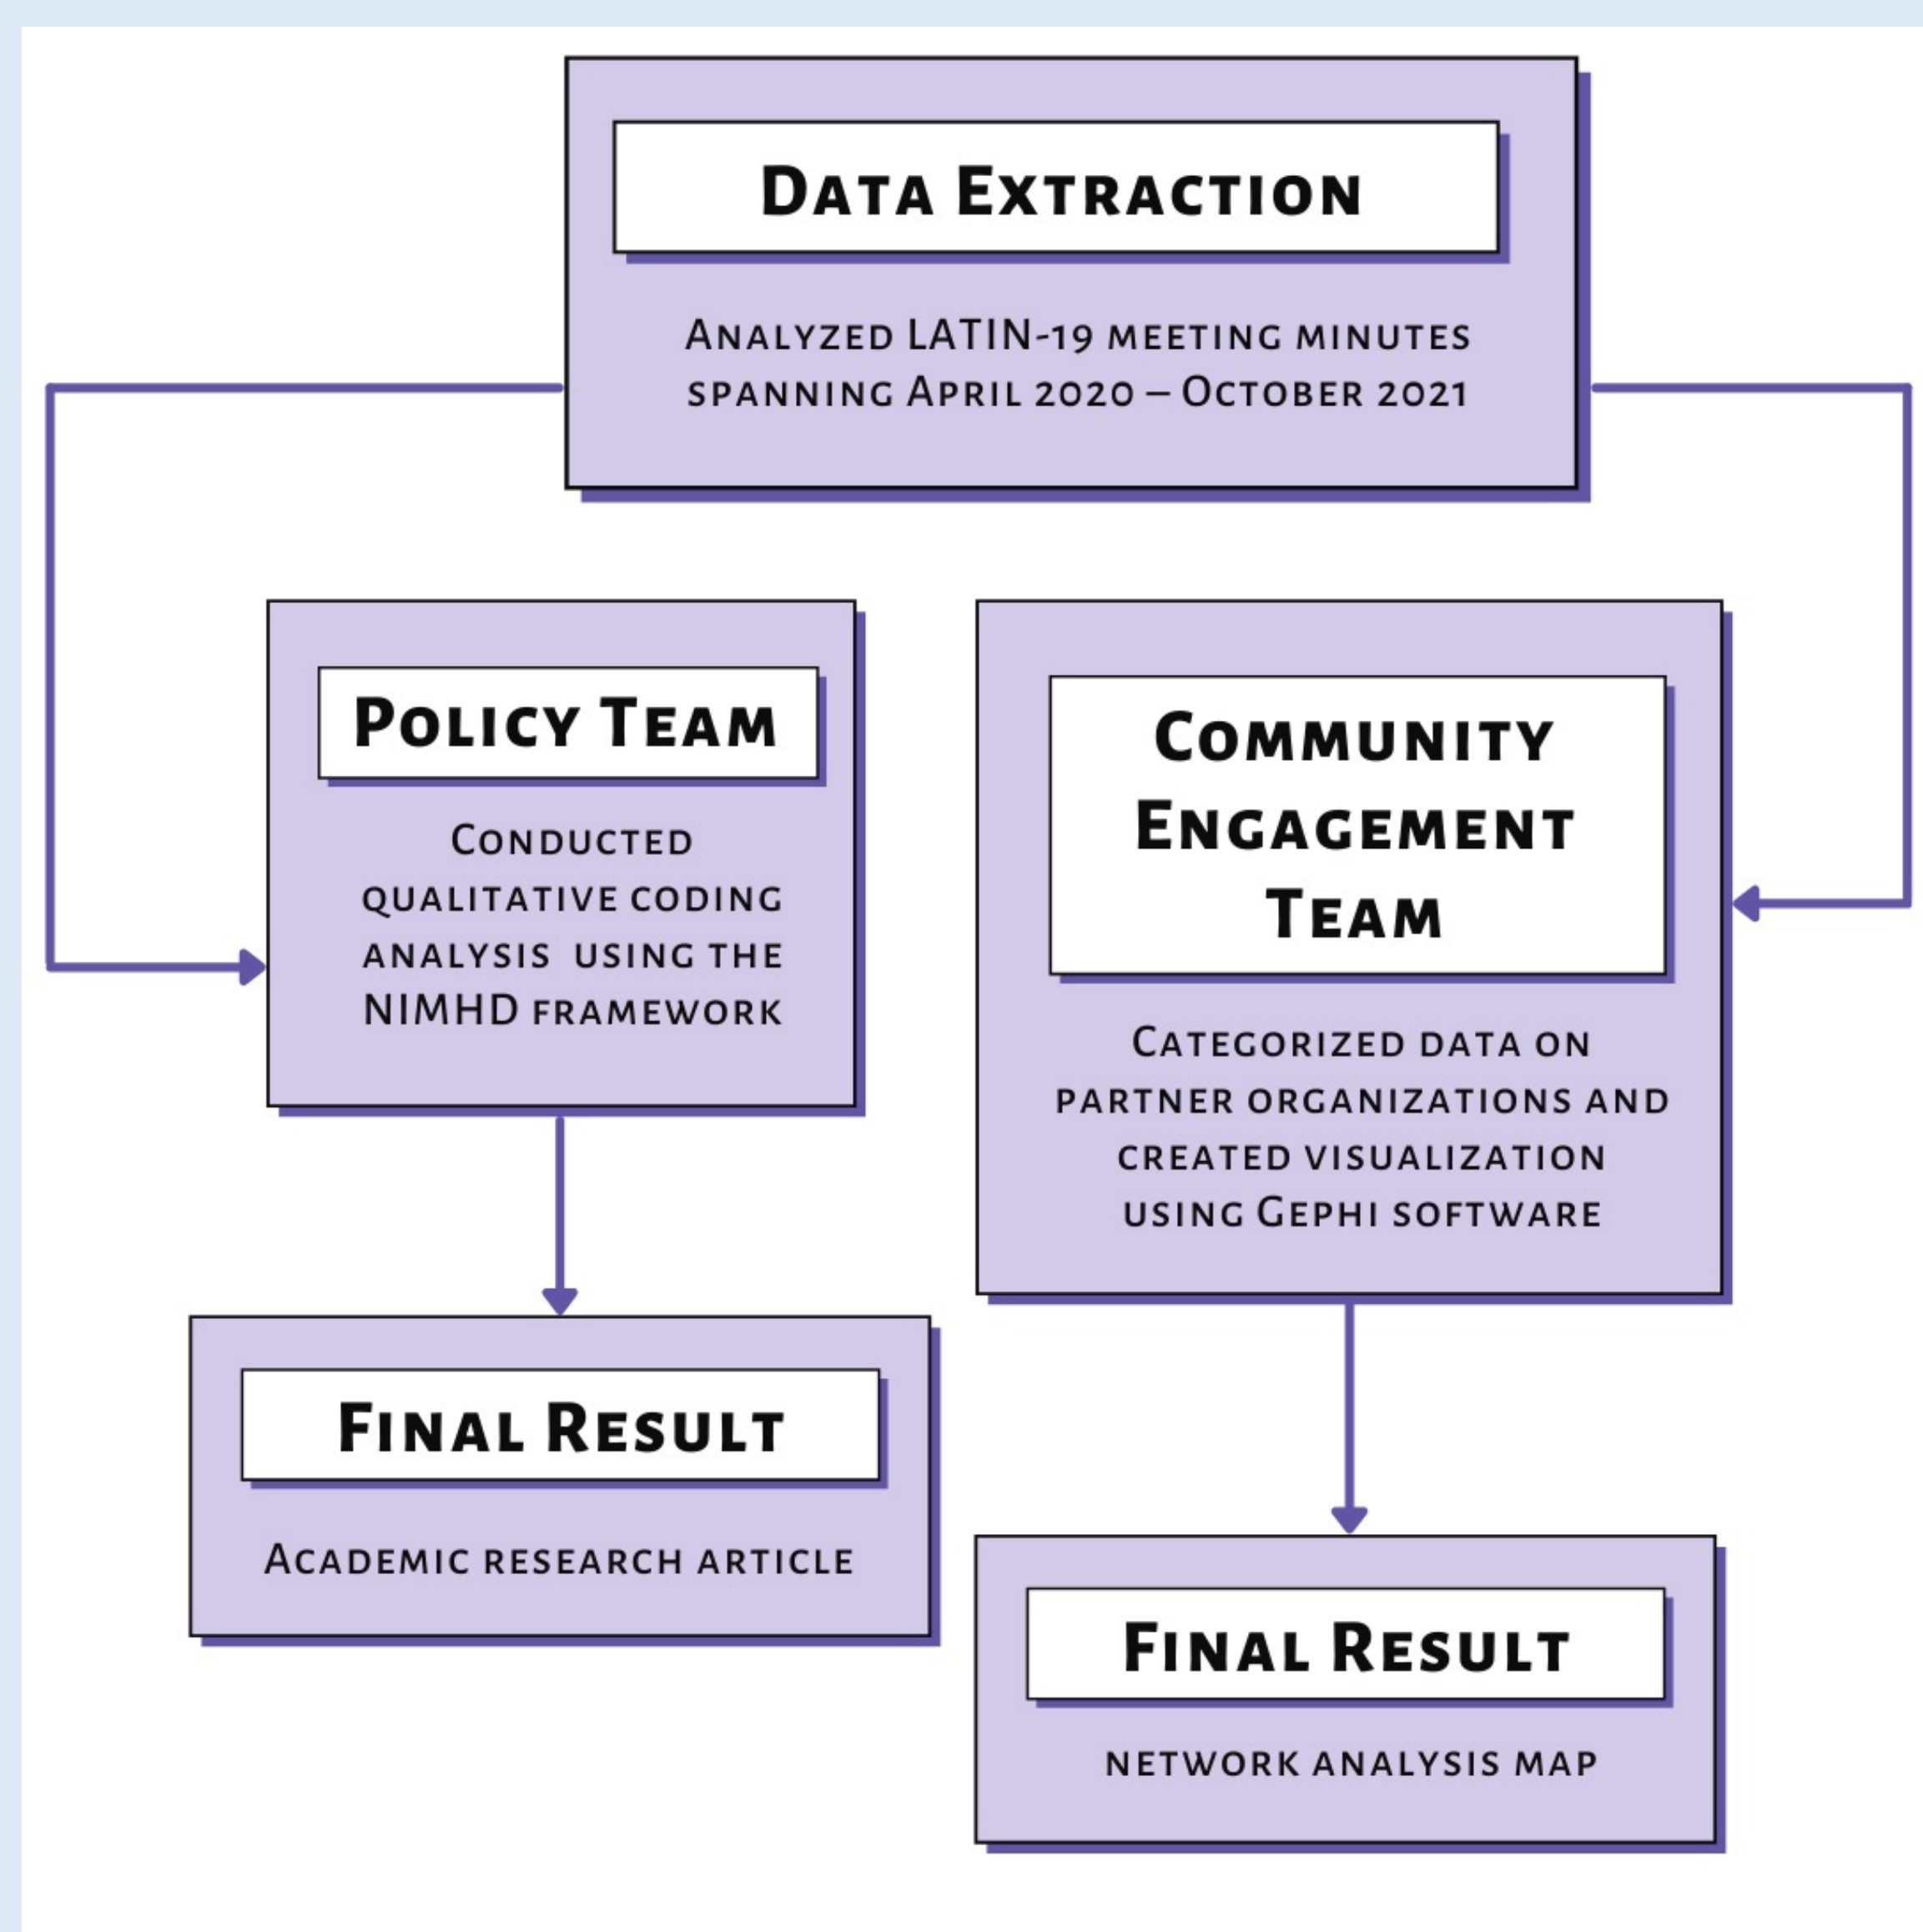 Data Extraction
Analyzed LATIN-19 meeting minutes
spanning April 2020 – October 2021
Policy Team
Conducted
qualitative coding
analysis using the
NIMHD framework
Community
Engagement
Team
Categorized data on
partner organizations and
created visualization
using Gephi software
Final Result
Academic research article
Final Result
network analysis map